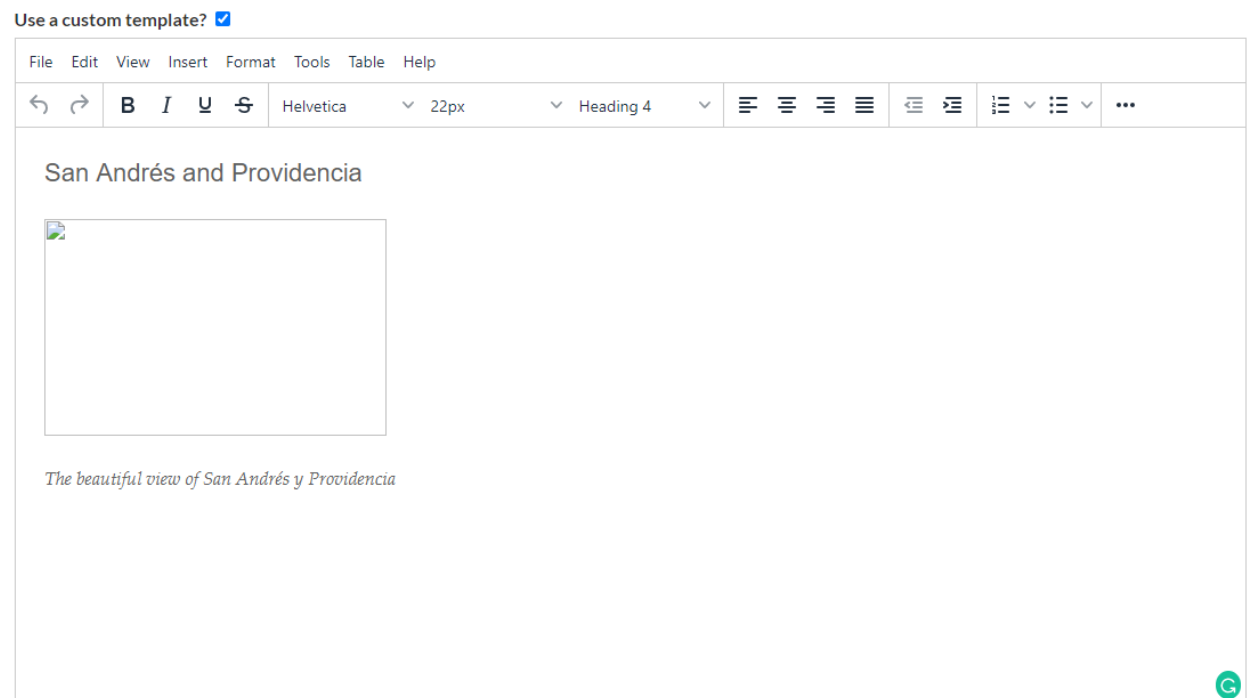 Use a custom template?
File Edit View Insert Format Tools Table Help
B I U S Helvetica 22px Heading 4
San Andrés and Providencia
The beautiful view of San Andrés y Providencia